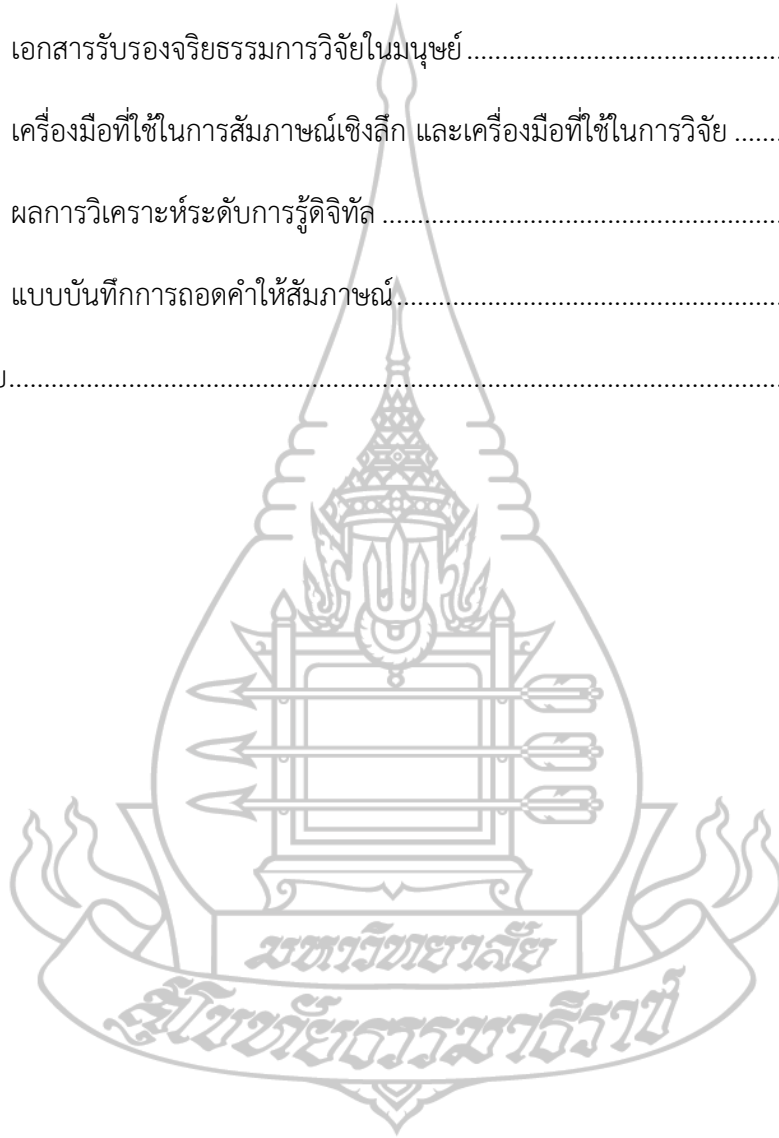 เอกสารรับรองจริยธรรมการวิจัยในมนุษย์......................................
เครื่องมือที่ใช้ในการสัมภาษณ์เชิงลึก และเครื่องมือที่ใช้ในการวิจัย.......
ผลการวิเคราะห์ระดับการรู้ดิจิทัล..................................................
แบบบันทึกการถอดคำให้สัมภาษณ์................................................
มหาวิทยาลัย
สุโขทัยธรรมาธิราช